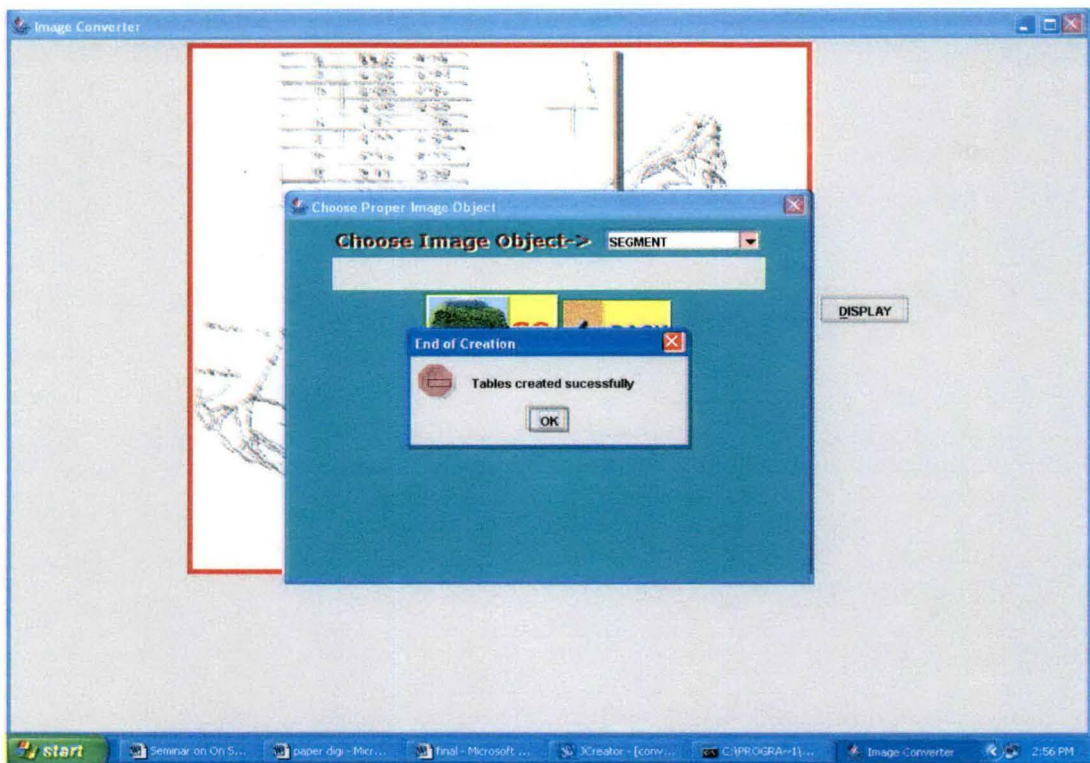 Image Converter
Choose Proper Image Object
Choose Image Object-> SEGMENT
DISPLAY
End of Creation
Tables created sucessfully
OK
start Seminar on On S... paper digi - Micr... final - Microsoft ... JCreator - [conv... C:\PROGRA~1\... Image Converter 2:56 PM